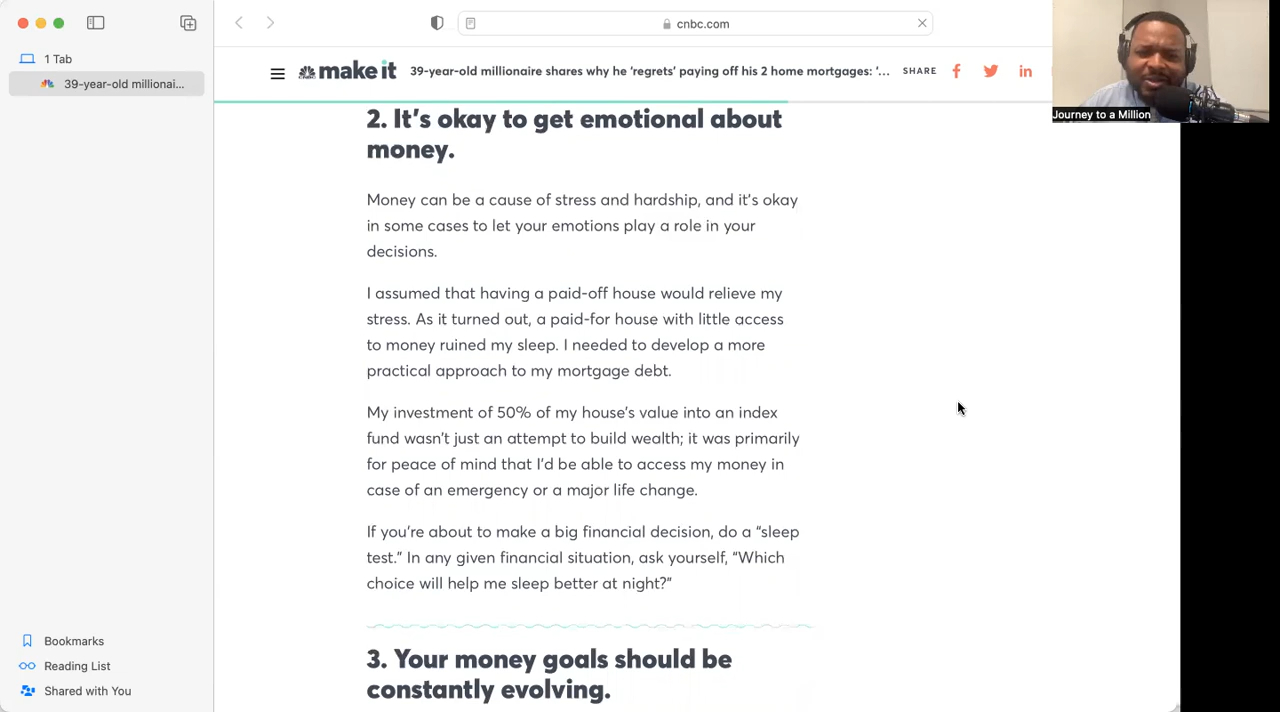 cnbc.com
1 Tab
39-year-old millionai...
make it
39-year-old millionaire shares why he 'regrets' paying off his 2 home mortgages: '...
SHARE
Journey to a Million
2. It's okay to get emotional about
money.
Money can be a cause of stress and hardship, and it's okay
in some cases to let your emotions play a role in your
decisions.
I assumed that having a paid-off house would relieve my
stress. As it turned out, a paid-for house with little access
to money ruined my sleep. I needed to develop a more
practical approach to my mortgage debt.
My investment of 50% of my house's value into an index
fund wasn't just an attempt to build wealth; it was primarily
for peace of mind that I'd be able to access my money in
case of an emergency or a major life change.
If you're about to make a big financial decision, do a “sleep
test.” In any given financial situation, ask yourself, “Which
choice will help me sleep better at night?”
3. Your money goals should be
constantly evolving.
Bookmarks
Reading List
Shared with You